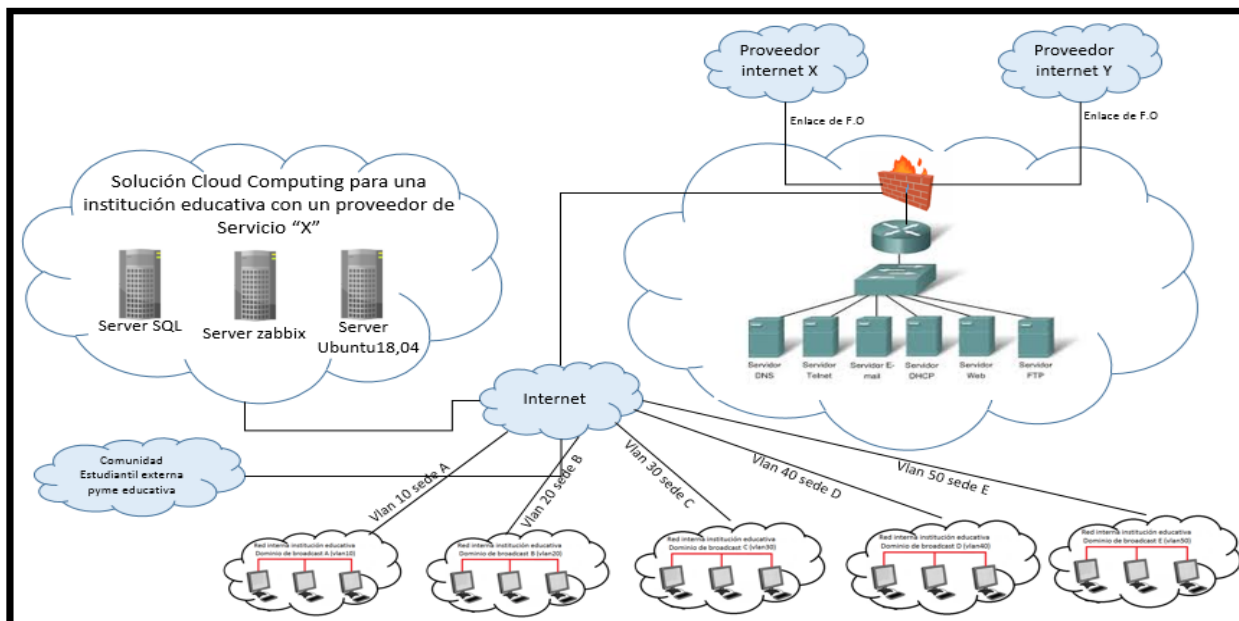 Proveedor
internet X
Proveedor
internet Y
Enlace de F.O
Enlace de F.O
Solución Cloud Computing para una
institución educativa con un proveedor de
Servicio “X”
Server SQL
Server zabbix
Server
Ubuntu18,04
Servidor
DNS
Servidor
Telnet
Servidor E-
mail
Servidor
DHCP
Servidor
Web
Servidor
FTP
Internet
Comunidad
Estudiantil externa
pyme educativa
Vlan 10 sede A
Vlan 20 sede B
Vlan 30 sede C
Vlan 40 sede D
Vlan 50 sede E
Red interna institución educativa
Dominio de broadcast A (vlan10)
Red interna institución educativa
Dominio de broadcast B (vlan20)
Red interna institución educativa
Dominio de broadcast C (vlan30)
Red interna institución educativa
Dominio de broadcast D (vlan40)
Red interna institución educativa
Dominio de broadcast E (vlan50)